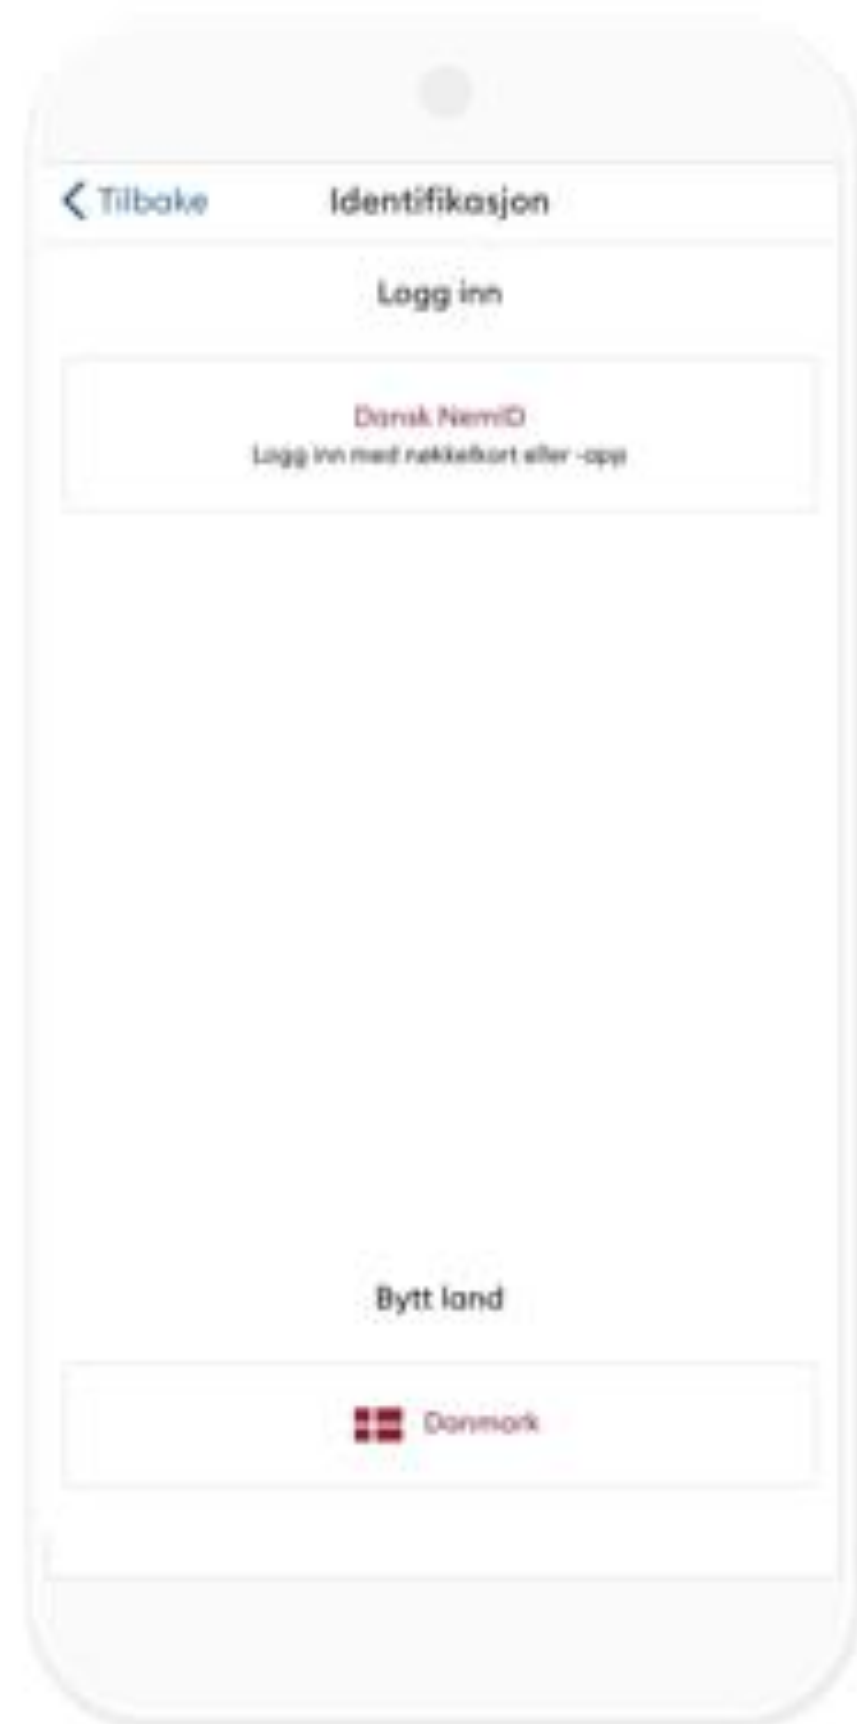 Tilbake
Identifikasjon
Logg inn
Dansk NemID
Logg inn med nøkkelkort eller -app
Bytt land
Danmark